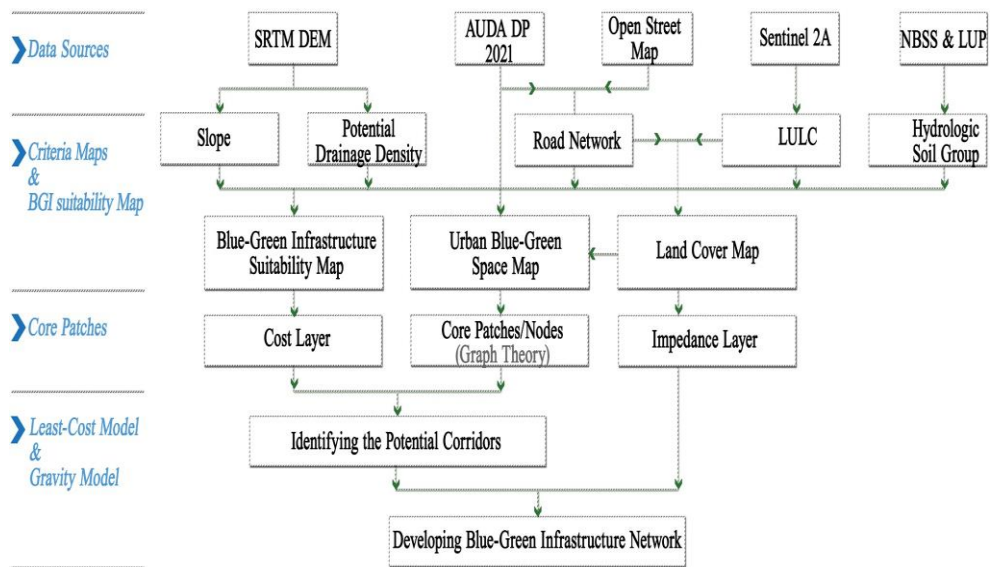 Data Sources
SRTM DEM
AUDA DP
2021
Open Street
Map
Sentinel 2A
NBSS & LUP
Criteria Maps
&
BGI suitability Map
Slope
Potential
Drainage Density
Road Network
LULC
Hydrologic
Soil Group
Blue-Green Infrastructure
Suitability Map
Urban Blue-Green
Space Map
Land Cover Map
Core Patches
Cost Layer
Core Patches/Nodes
(Graph Theory)
Impedance Layer
Least-Cost Model
&
Gravity Model
Identifying the Potential Corridors
Developing Blue-Green Infrastructure Network